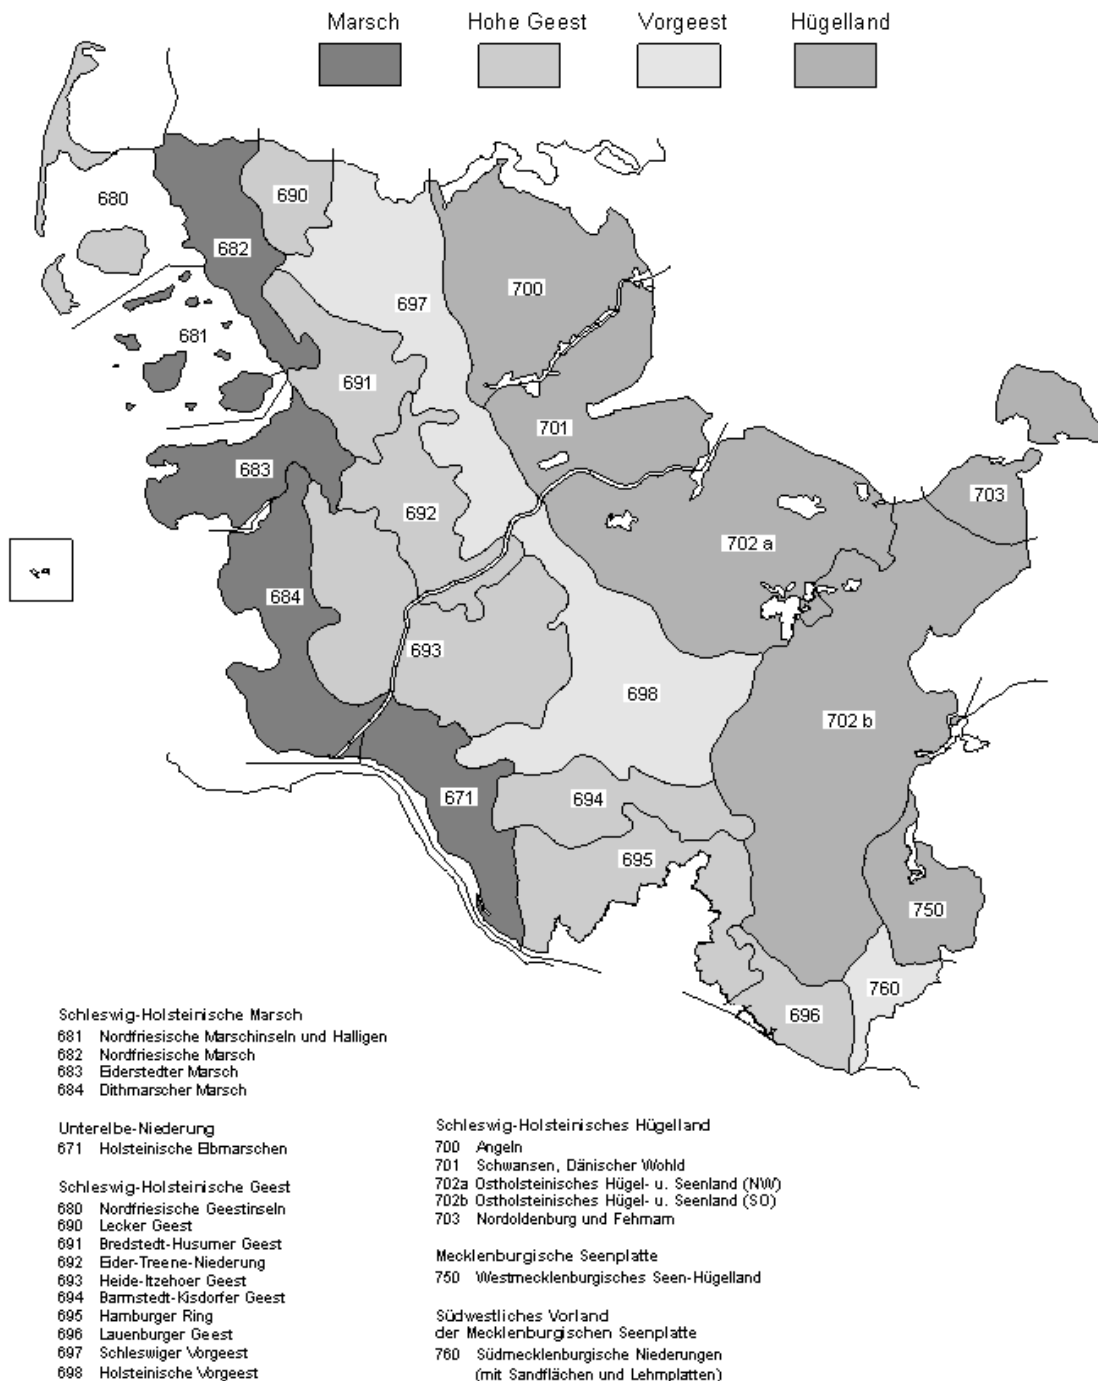 Marsch Hohe Geest Vorgeest Hügelland
680
690
682
697
700
681
691
701
683
703
692
702 a
684
693
698
702 b
671
694
695
750
760
696
Schleswig-Holsteinische Marsch
681 Nordfriesische Marschinseln und Halligen
682 Nordfriesische Marsch
683 Eiderstedter Marsch
684 Dithmarscher Marsch
Unterelbe-Niederung
671 Holsteinische Elbmarschen
Schleswig-Holsteinische Geest
680 Nordfriesische Geestinseln
690 Lecker Geest
691 Bredstedt-Husumer Geest
692 Eider-Treene-Niederung
693 Heide-Itzehoer Geest
694 Barmstedt-Kisdorfer Geest
695 Hamburger Ring
696 Lauenburger Geest
697 Schleswiger Vorgeest
698 Holsteinische Vorgeest
Schleswig-Holsteinisches Hügelland
700 Angeln
701 Schwansen, Dänischer Wohld
702a Ostholsteinisches Hügel- u. Seenland (NW)
702b Ostholsteinisches Hügel- u. Seenland (SO)
703 Nordoldenburg und Fehmarn
Mecklenburgische Seenplatte
750 Westmecklenburgisches Seen-Hügelland
Südwestliches Vorland
der Mecklenburgischen Seenplatte
760 Südmecklenburgische Niederungen
(mit Sandflächen und Lehmplatten)